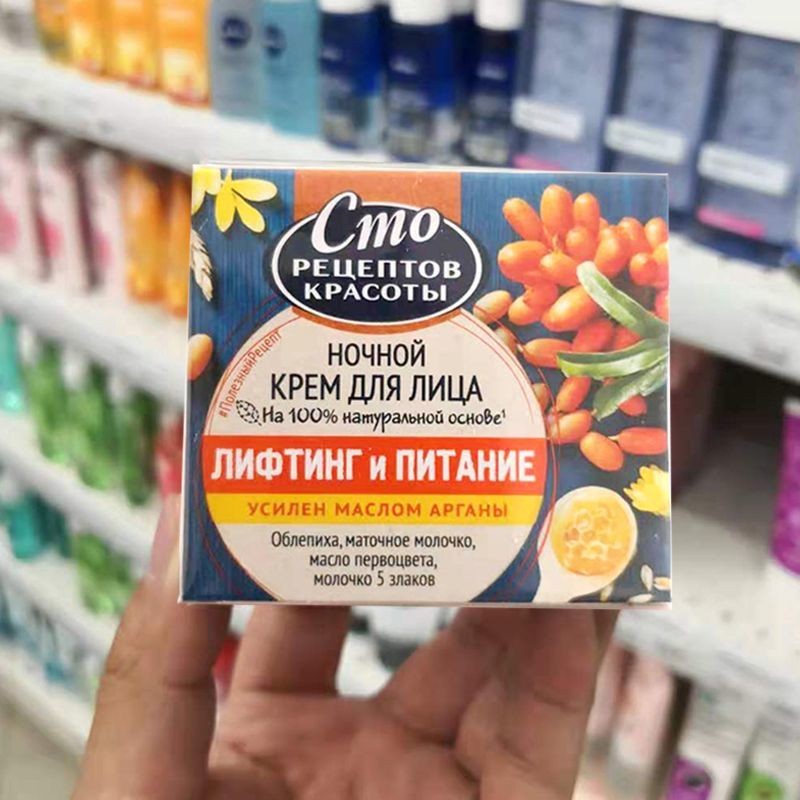 Сто
РЕЦЕПТОВ
КРАСОТЫ
#ПолезныйРецепт
НОЧНОЙ
КРЕМ ДЛЯ ЛИЦА
На 100% натуральной основе¹
ЛИФТИНГ и ПИТАНИЕ
УСИЛЕН МАСЛОМ АРГАНЫ
Облепиха, маточное молочко,
масло первоцвета,
молочко 5 злаков